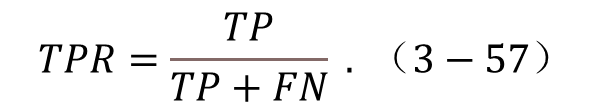 TPR = TP / TP + FN . （3 − 57）